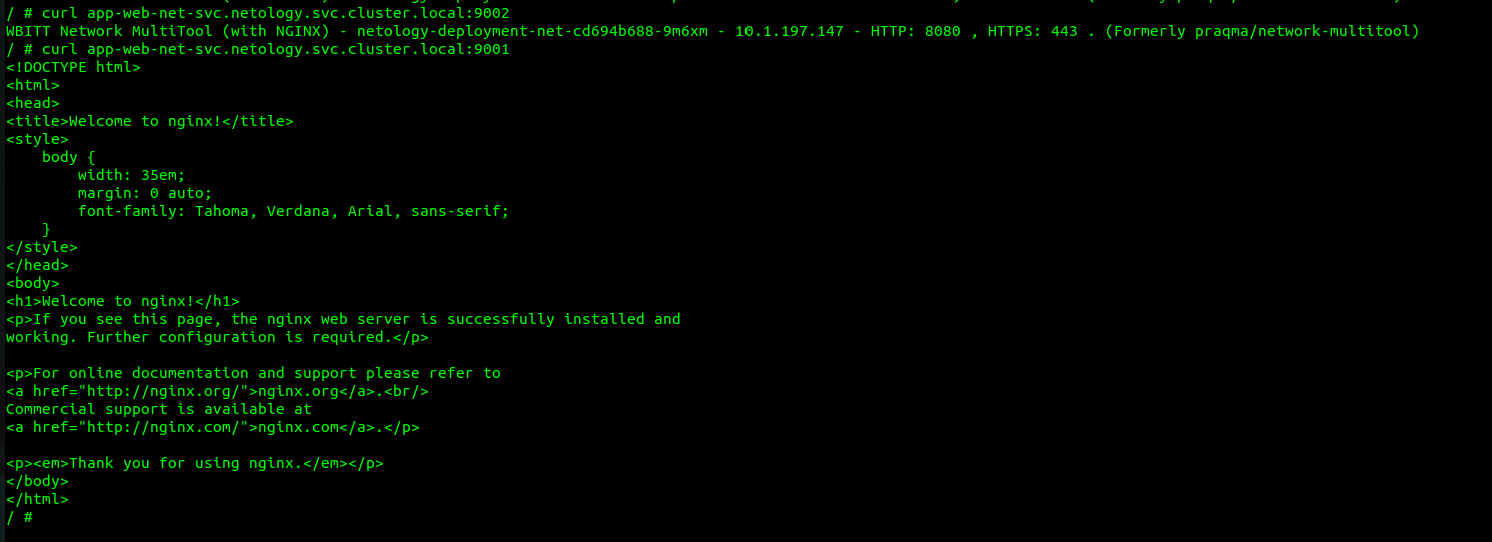 / # curl app-web-net-svc.netology.svc.cluster.local:9002
WBITT Network MultiTool (with NGINX) - netology-deployment-net-cd694b688-9m6xm - 10.1.197.147 - HTTP: 8080 , HTTPS: 443 . (Formerly praqma/network-multitool)
/ # curl app-web-net-svc.netology.svc.cluster.local:9001
<!DOCTYPE html>
<html>
<head>
<title>Welcome to nginx!</title>
<style>
    body {
        width: 35em;
        margin: 0 auto;
        font-family: Tahoma, Verdana, Arial, sans-serif;
    }
</style>
</head>
<body>
<h1>Welcome to nginx!</h1>
<p>If you see this page, the nginx web server is successfully installed and
working. Further configuration is required.</p>

<p>For online documentation and support please refer to
<a href="http://nginx.org/">nginx.org</a>.<br/>
Commercial support is available at
<a href="http://nginx.com/">nginx.com</a>.</p>

<p><em>Thank you for using nginx.</em></p>
</body>
</html>
/ #